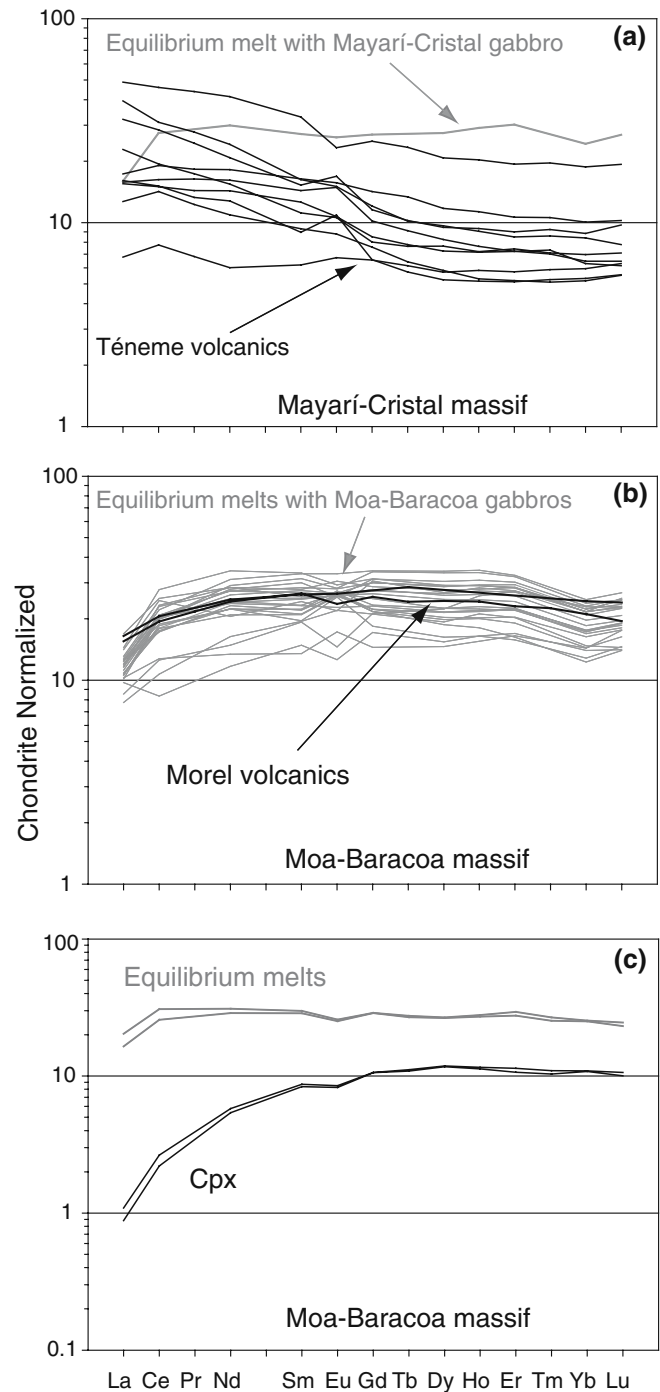 100
(a)
Equilibrium melt with Mayarí-Cristal gabbro
10
Téneme volcanics
Mayarí-Cristal massif
1
100
(b)
Equilibrium melts with Moa-Baracoa gabbros
10
Morel volcanics
Moa-Baracoa massif
1
Chondrite Normalized
100
(c)
Equilibrium melts
10
Cpx
1
Moa-Baracoa massif
0.1
La Ce Pr Nd Sm Eu Gd Tb Dy Ho Er Tm Yb Lu